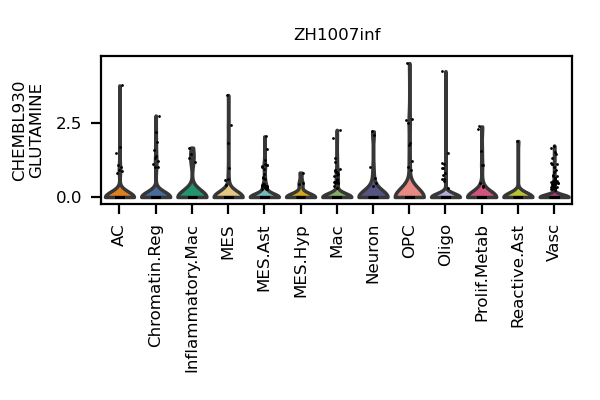 ZH1007inf
CHEMBL930
GLUTAMINE
2.5
0.0
AC
Chromatin.Reg
Inflammatory.Mac
MES
MES.Ast
MES.Hyp
Mac
Neuron
OPC
Oligo
Prolif.Metab
Reactive.Ast
Vasc